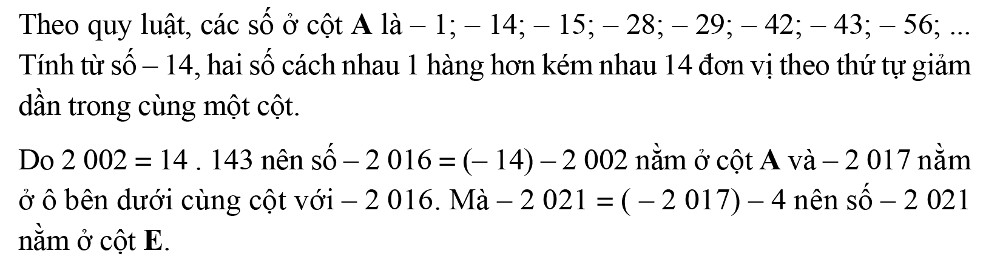 Theo quy luật, các số ở cột A là – 1; – 14; – 15; – 28; – 29; – 42; – 43; – 56; ...
Tính từ số – 14, hai số cách nhau 1 hàng hơn kém nhau 14 đơn vị theo thứ tự giảm
dần trong cùng một cột.
Do 2 002 = 14 . 143 nên số – 2 016 = (– 14) – 2 002 nằm ở cột A và – 2 017 nằm
ở ô bên dưới cùng cột với – 2 016. Mà – 2 021 = ( – 2 017) – 4 nên số – 2 021
nằm ở cột E.